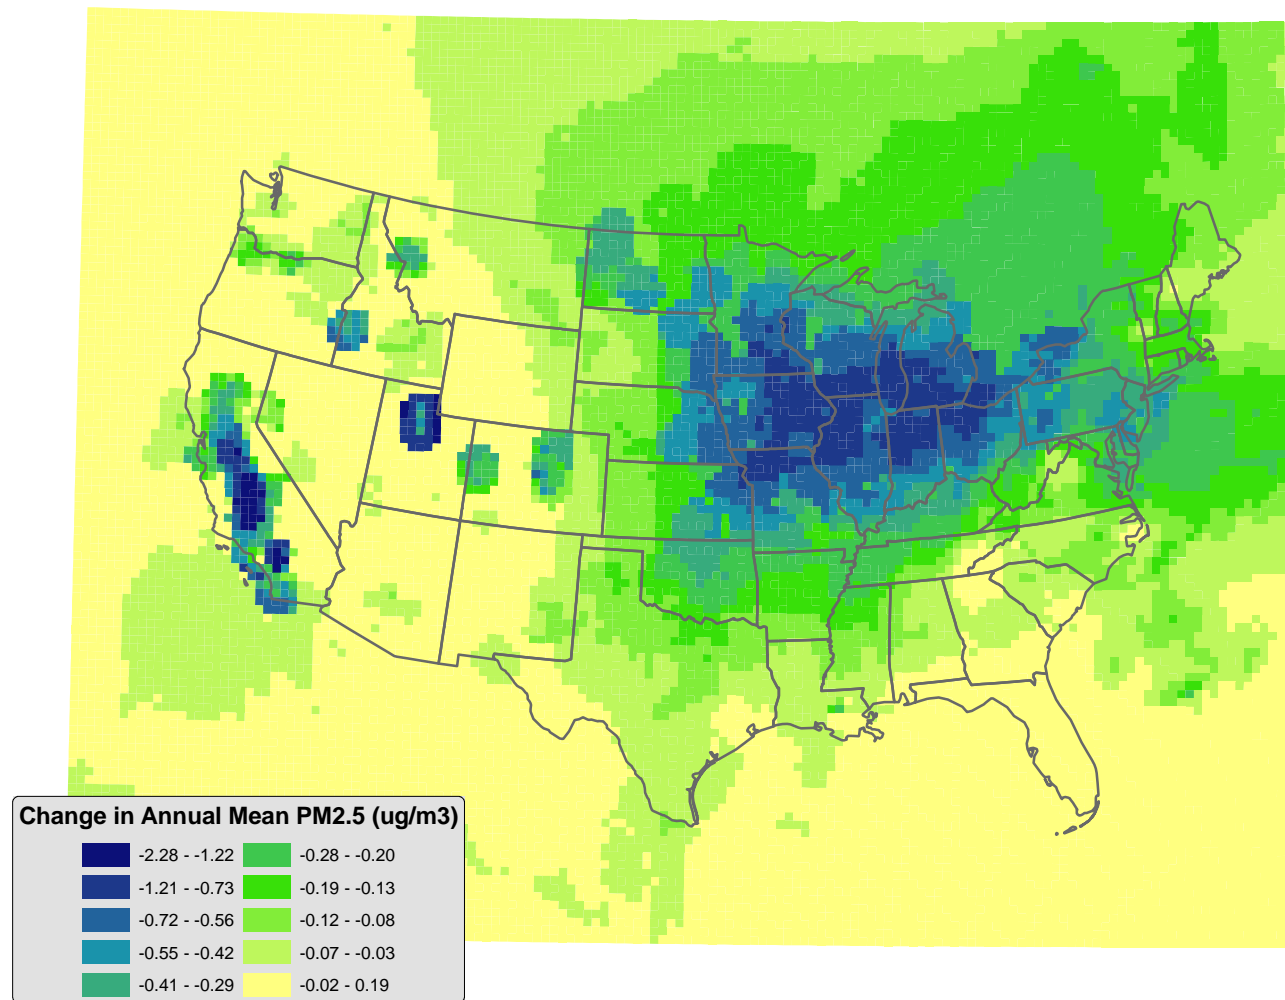 Change in Annual Mean PM2.5 (ug/m3)
-2.28 - -1.22 -0.28 - -0.20
-1.21 - -0.73 -0.19 - -0.13
-0.72 - -0.56 -0.12 - -0.08
-0.55 - -0.42 -0.07 - -0.03
-0.41 - -0.29 -0.02 - 0.19